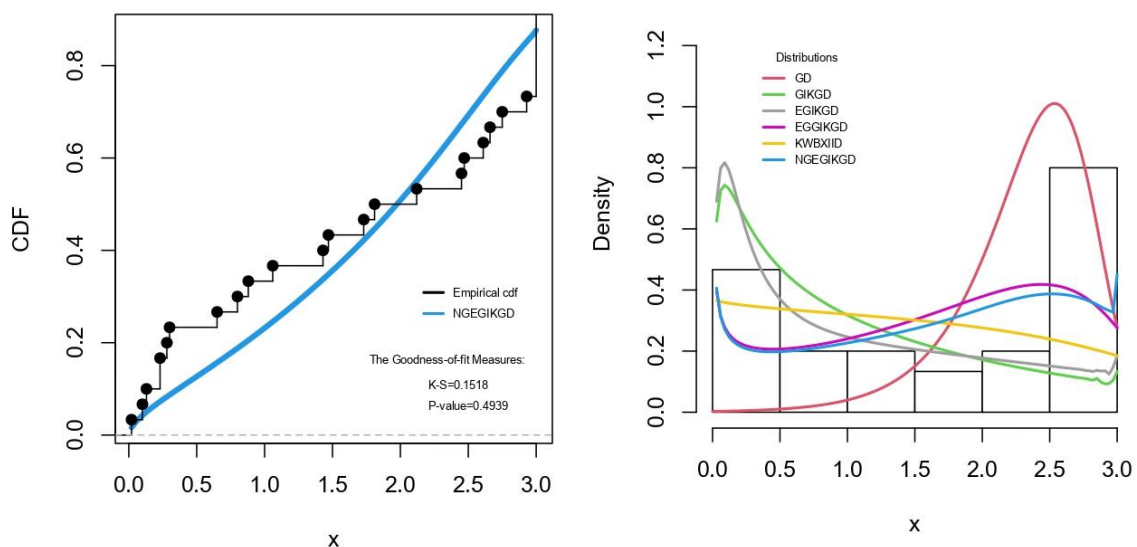 CDF
0.8
0.6
0.4
0.2
0.0
Empirical cdf
NGEGIKGD
The Goodness-of-fit Measures:
K-S=0.1518
P-value=0.4939
0.0 0.5 1.0 1.5 2.0 2.5 3.0
x
Density
1.2
1.0
0.8
0.6
0.4
0.2
0.0
Distributions
GD
GIKGD
EGIKGD
EGGIKGD
KWBXIID
NGEGIKGD
0.0 0.5 1.0 1.5 2.0 2.5 3.0
x